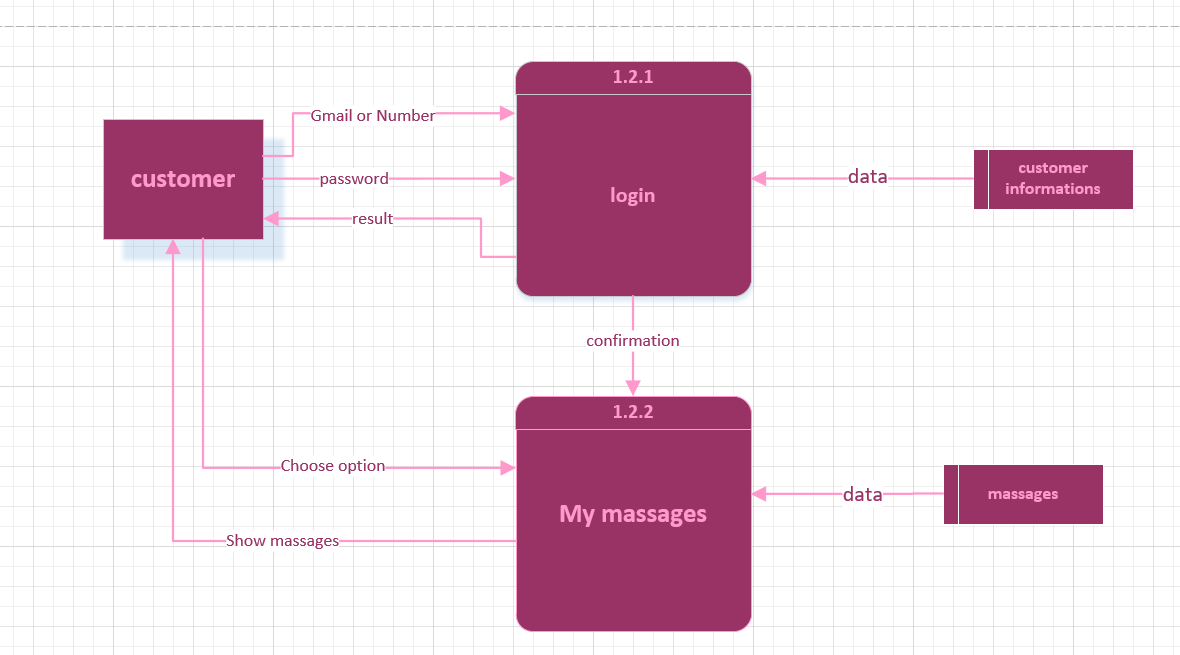 1.2.1
Gmail or Number
customer
password
result
login
data
customer
informations
confirmation
1.2.2
Choose option
My massages
Show massages
data
massages